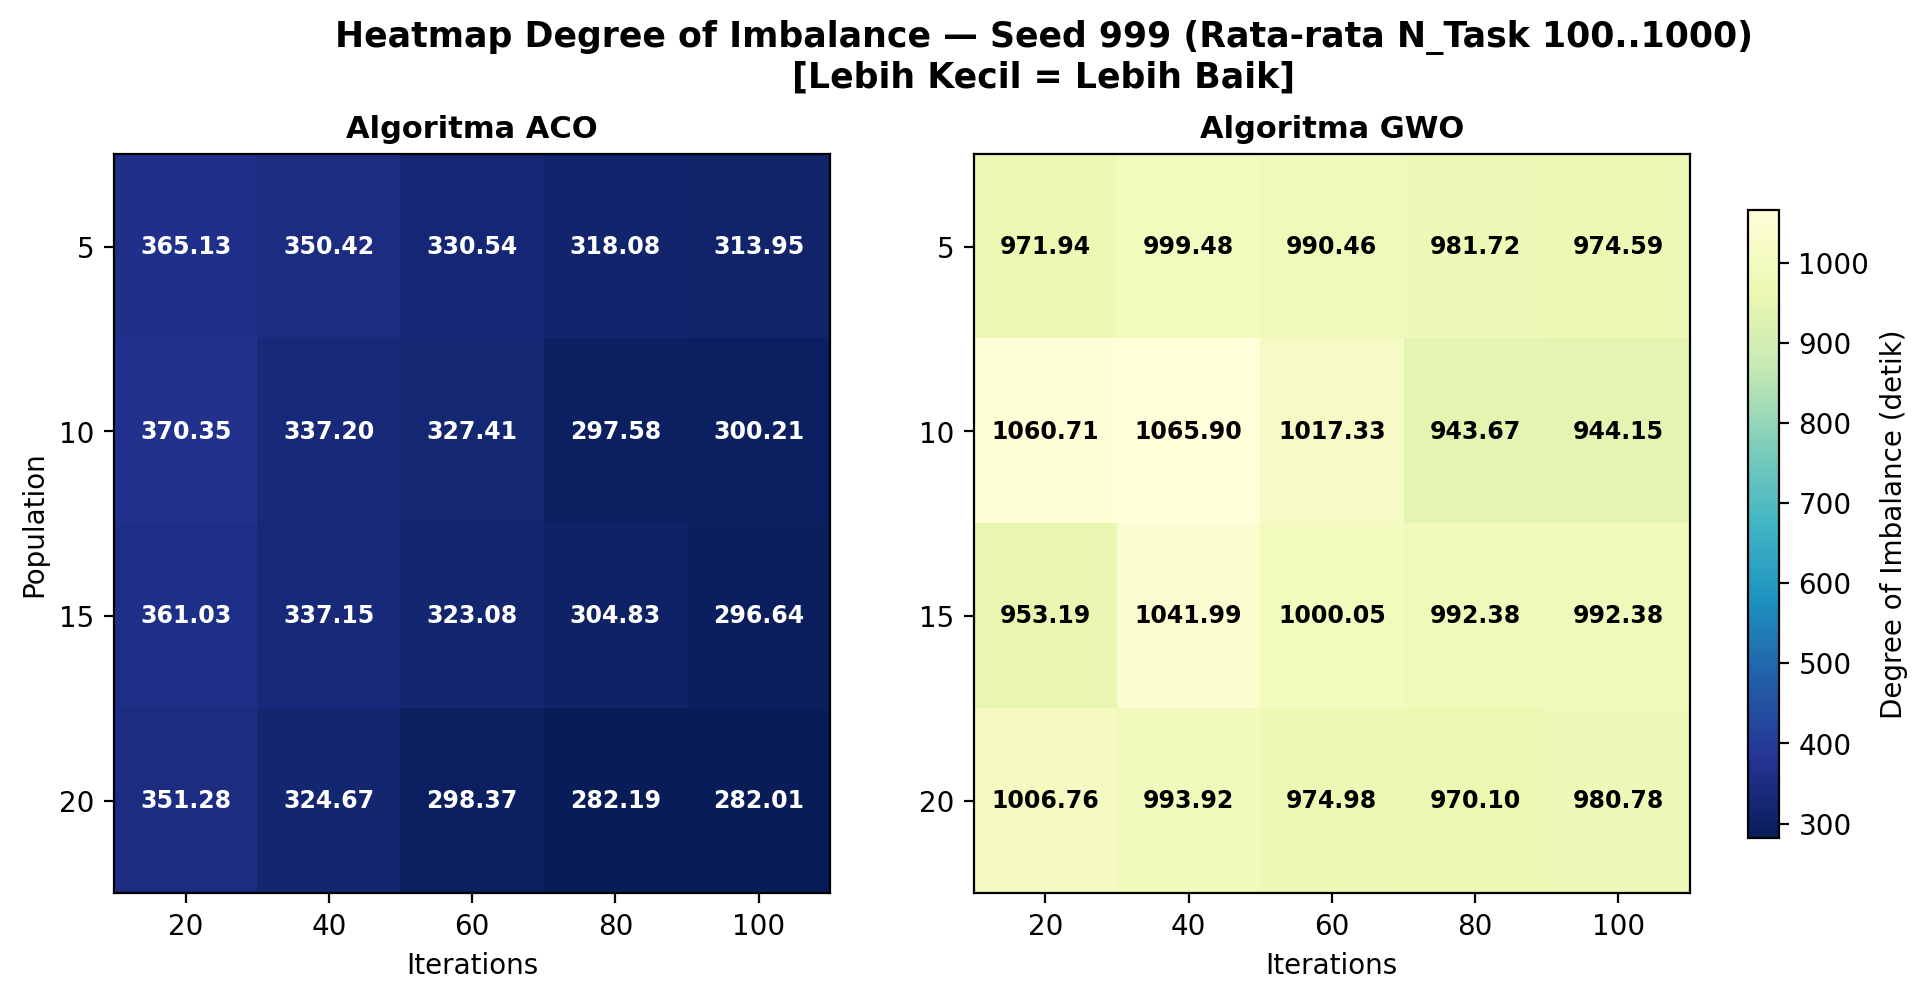 Heatmap Degree of Imbalance — Seed 999 (Rata-rata N_Task 100..1000)
[Lebih Kecil = Lebih Baik]
Algoritma ACO
Population
5
365.13 350.42 330.54 318.08 313.95
10
370.35 337.20 327.41 297.58 300.21
15
361.03 337.15 323.08 304.83 296.64
20
351.28 324.67 298.37 282.19 282.01
20 40 60 80 100
Iterations
Algoritma GWO
5
971.94 999.48 990.46 981.72 974.59
10
1060.71 1065.90 1017.33 943.67 944.15
15
953.19 1041.99 1000.05 992.38 992.38
20
1006.76 993.92 974.98 970.10 980.78
20 40 60 80 100
Iterations
1000
900
800
700
600
500
400
300
Degree of Imbalance (detik)